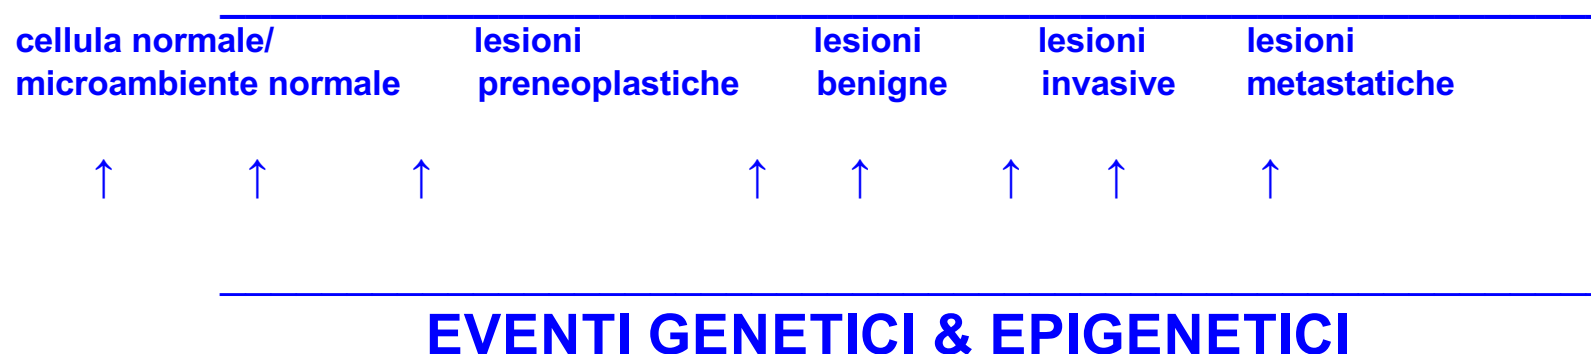 cellula normale/ lesioni lesioni lesioni lesioni
microambiente normale preneoplastiche benigne invasive metastatiche
↑ ↑ ↑ ↑ ↑ ↑ ↑ ↑
EVENTI GENETICI & EPIGENETICI